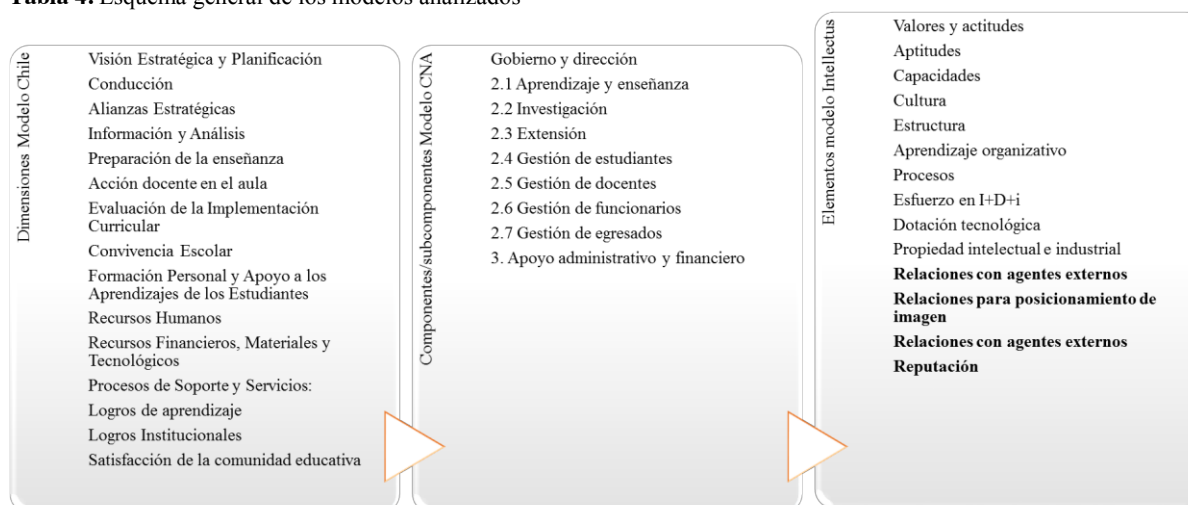 Tabla 4. Esquema general de los modelos analizados
Dimensiones Modelo Chile
Visión Estratégica y Planificación
Conducción
Alianzas Estratégicas
Información y Análisis
Preparación de la enseñanza
Acción docente en el aula
Evaluación de la Implementación
Curricular
Convivencia Escolar
Formación Personal y Apoyo a los
Aprendizajes de los Estudiantes
Recursos Humanos
Recursos Financieros, Materiales y
Tecnológicos
Procesos de Soporte y Servicios:
Logros de aprendizaje
Logros Institucionales
Satisfacción de la comunidad educativa
Componentes/subcomponentes Modelo CNA
Gobierno y dirección
2.1 Aprendizaje y enseñanza
2.2 Investigación
2.3 Extensión
2.4 Gestión de estudiantes
2.5 Gestión de docentes
2.6 Gestión de funcionarios
2.7 Gestión de egresados
3. Apoyo administrativo y financiero
Elementos modelo Intellectus
Valores y actitudes
Aptitudes
Capacidades
Cultura
Estructura
Aprendizaje organizativo
Procesos
Esfuerzo en I+D+i
Dotación tecnológica
Propiedad intelectual e industrial
Relaciones con agentes externos
Relaciones para posicionamiento de
imagen
Relaciones con agentes externos
Reputación